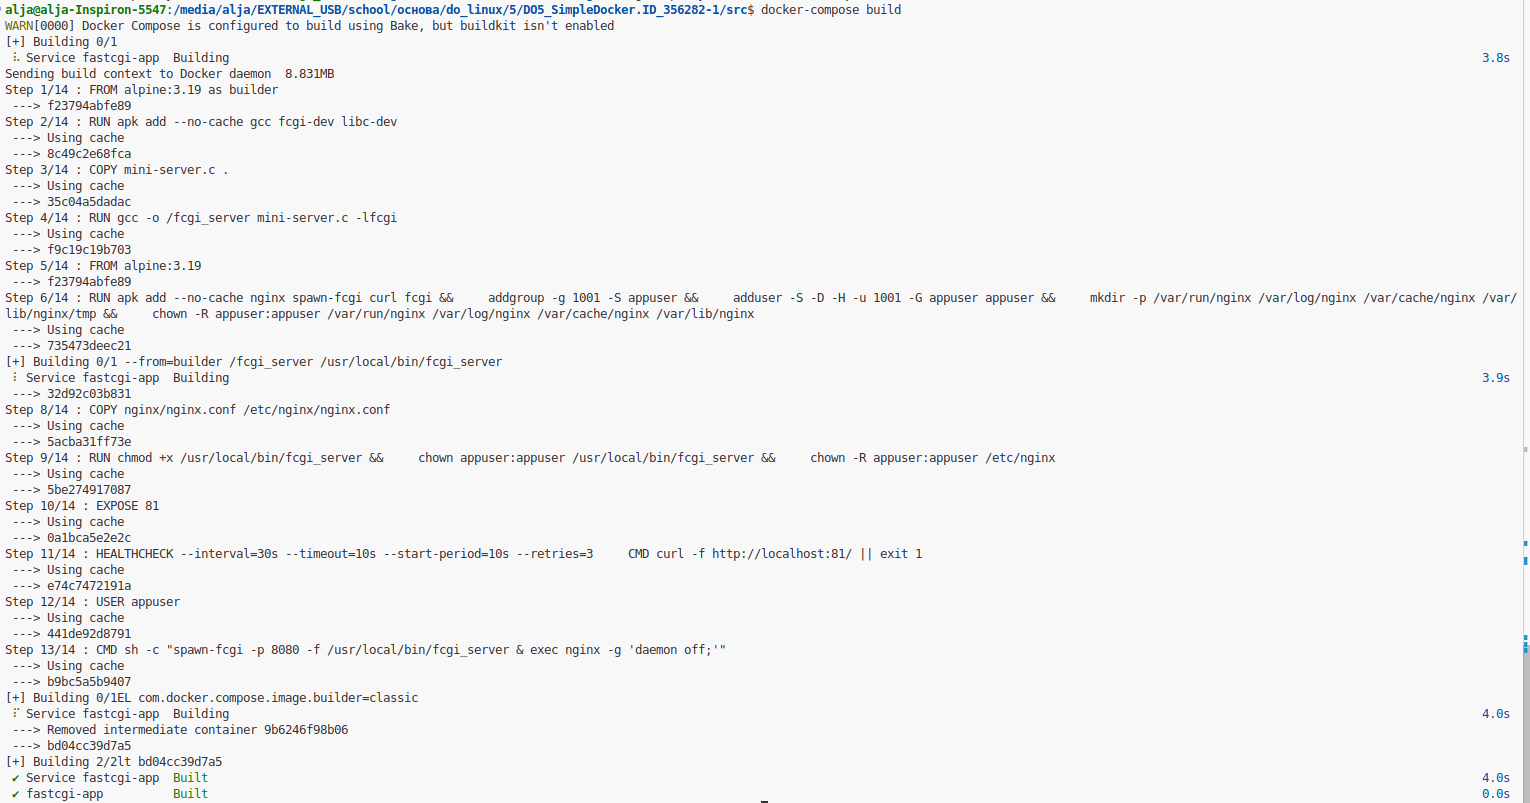 alja@alja-Inspiron-5547:/media/alja/EXTERNAL_USB/school/основа/do_linux/5/DO5_SimpleDocker.ID_356282-1/src$ docker-compose build
WARN[0000] Docker Compose is configured to build using Bake, but buildkit isn't enabled
[+] Building 0/1
⠧ Service fastcgi-app  Building 3.8s
Sending build context to Docker daemon  8.831MB
Step 1/14 : FROM alpine:3.19 as builder
---> f23794abfe89
Step 2/14 : RUN apk add --no-cache gcc fcgi-dev libc-dev
---> Using cache
---> 8c49c2e68fca
Step 3/14 : COPY mini-server.c .
---> Using cache
---> 35c04a5dadac
Step 4/14 : RUN gcc -o /fcgi_server mini-server.c -lfcgi
---> Using cache
---> f9c19c19b703
Step 5/14 : FROM alpine:3.19
---> f23794abfe89
Step 6/14 : RUN apk add --no-cache nginx spawn-fcgi curl fcgi &&     addgroup -g 1001 -S appuser &&     adduser -S -D -H -u 1001 -G appuser appuser &&     mkdir -p /var/run/nginx /var/log/nginx /var/cache/nginx /var/
lib/nginx/tmp &&     chown -R appuser:appuser /var/run/nginx /var/log/nginx /var/cache/nginx /var/lib/nginx
---> Using cache
---> 735473deec21
[+] Building 0/1 --from=builder /fcgi_server /usr/local/bin/fcgi_server
⠇ Service fastcgi-app  Building 3.9s
---> 32d92c03b831
Step 8/14 : COPY nginx/nginx.conf /etc/nginx/nginx.conf
---> Using cache
---> 5acba31ff73e
Step 9/14 : RUN chmod +x /usr/local/bin/fcgi_server &&     chown appuser:appuser /usr/local/bin/fcgi_server &&     chown -R appuser:appuser /etc/nginx
---> Using cache
---> 5be274917087
Step 10/14 : EXPOSE 81
---> Using cache
---> 0a1bca5e2e2c
Step 11/14 : HEALTHCHECK --interval=30s --timeout=10s --start-period=10s --retries=3     CMD curl -f http://localhost:81/ || exit 1
---> Using cache
---> e74c7472191a
Step 12/14 : USER appuser
---> Using cache
---> 441de92d8791
Step 13/14 : CMD sh -c "spawn-fcgi -p 8080 -f /usr/local/bin/fcgi_server & exec nginx -g 'daemon off;'"
---> Using cache
---> b9bc5a5b9407
[+] Building 0/1EL com.docker.compose.image.builder=classic
⠏ Service fastcgi-app  Building 4.0s
---> Removed intermediate container 9b6246f98b06
---> bd04cc39d7a5
[+] Building 2/2lt bd04cc39d7a5
✔ Service fastcgi-app  Built 4.0s
✔ fastcgi-app          Built 0.0s